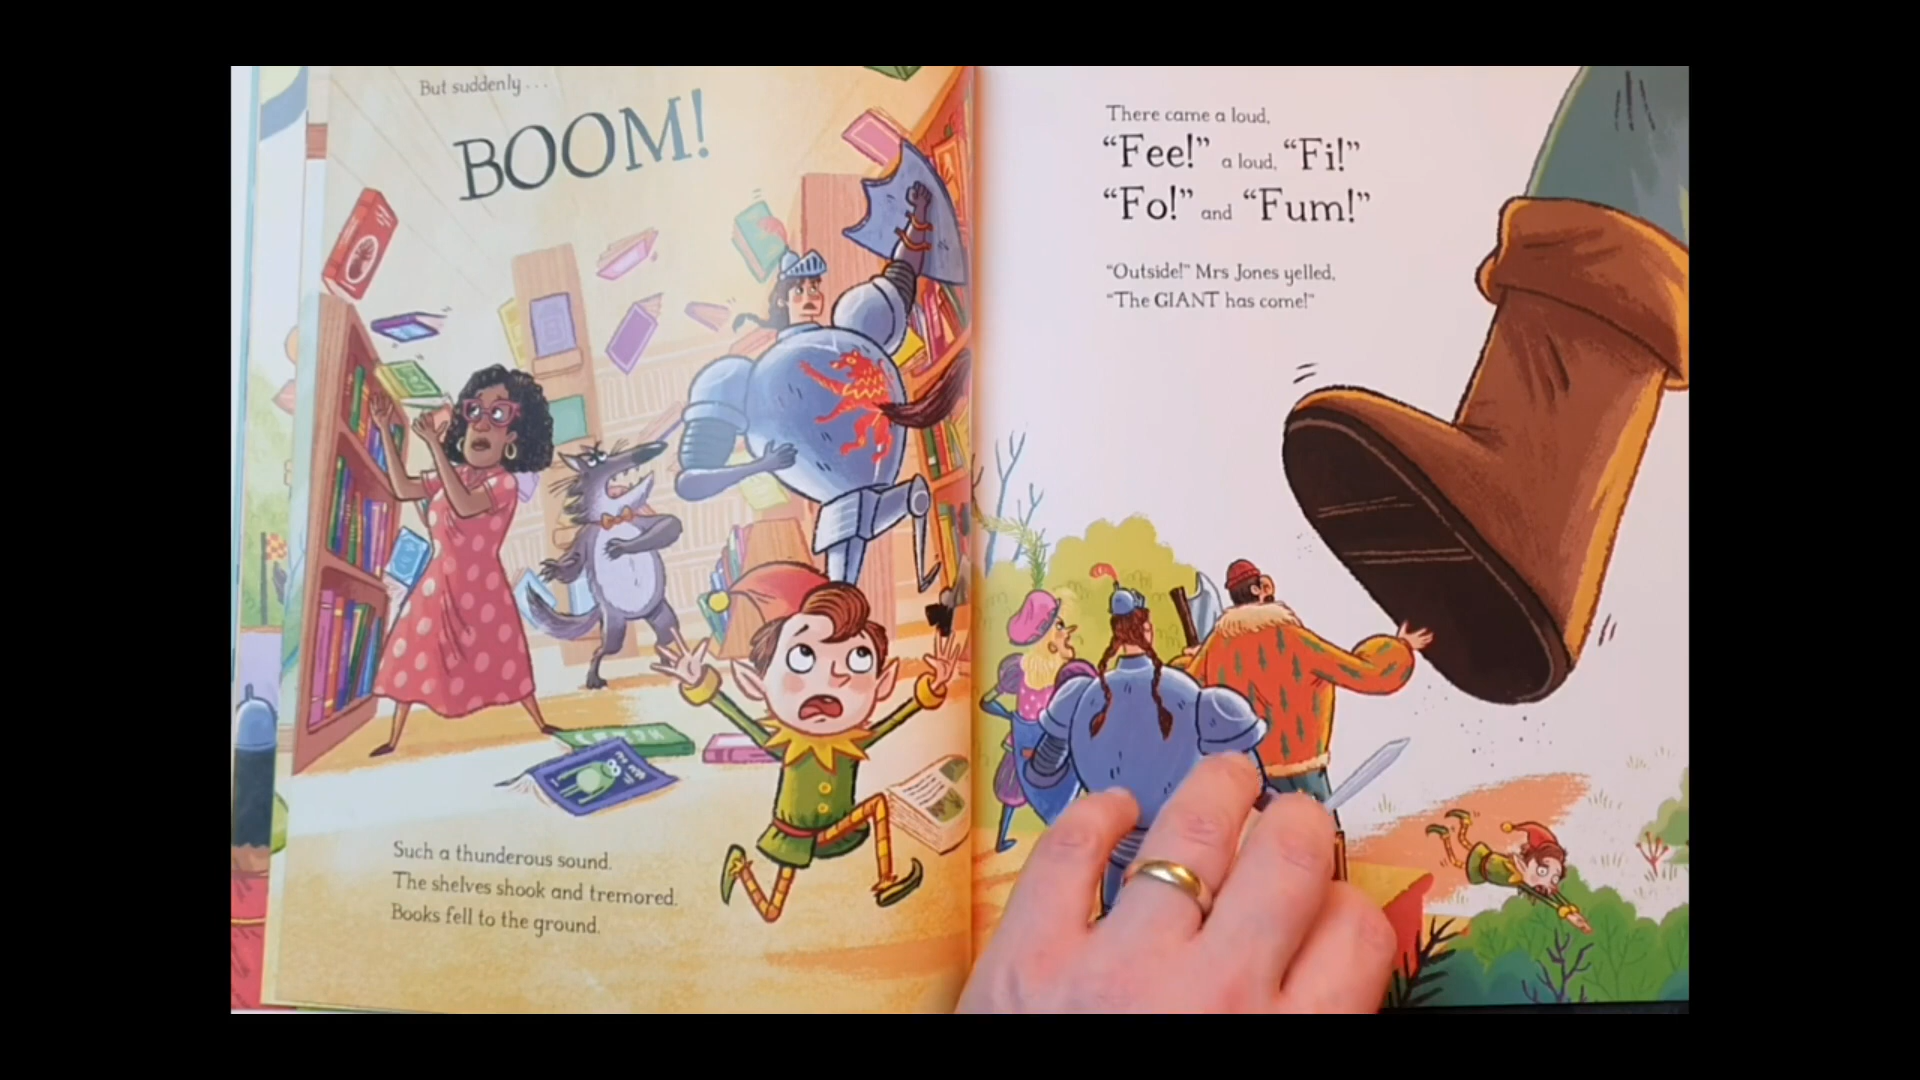 But suddenly . . .
BOOM!
Such a thunderous sound.
The shelves shook and tremored.
Books fell to the ground.
There came a loud,
“Fee!” a loud, “Fi!”
“Fo!” and “Fum!”
“Outside!” Mrs Jones yelled,
“The GIANT has come!”